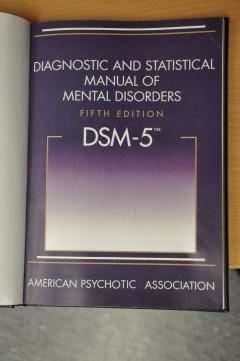 DIAGNOSTIC AND STATISTICAL
MANUAL OF
MENTAL DISORDERS
FIFTH EDITION
DSM-5™
AMERICAN PSYCHOTIC ASSOCIATION